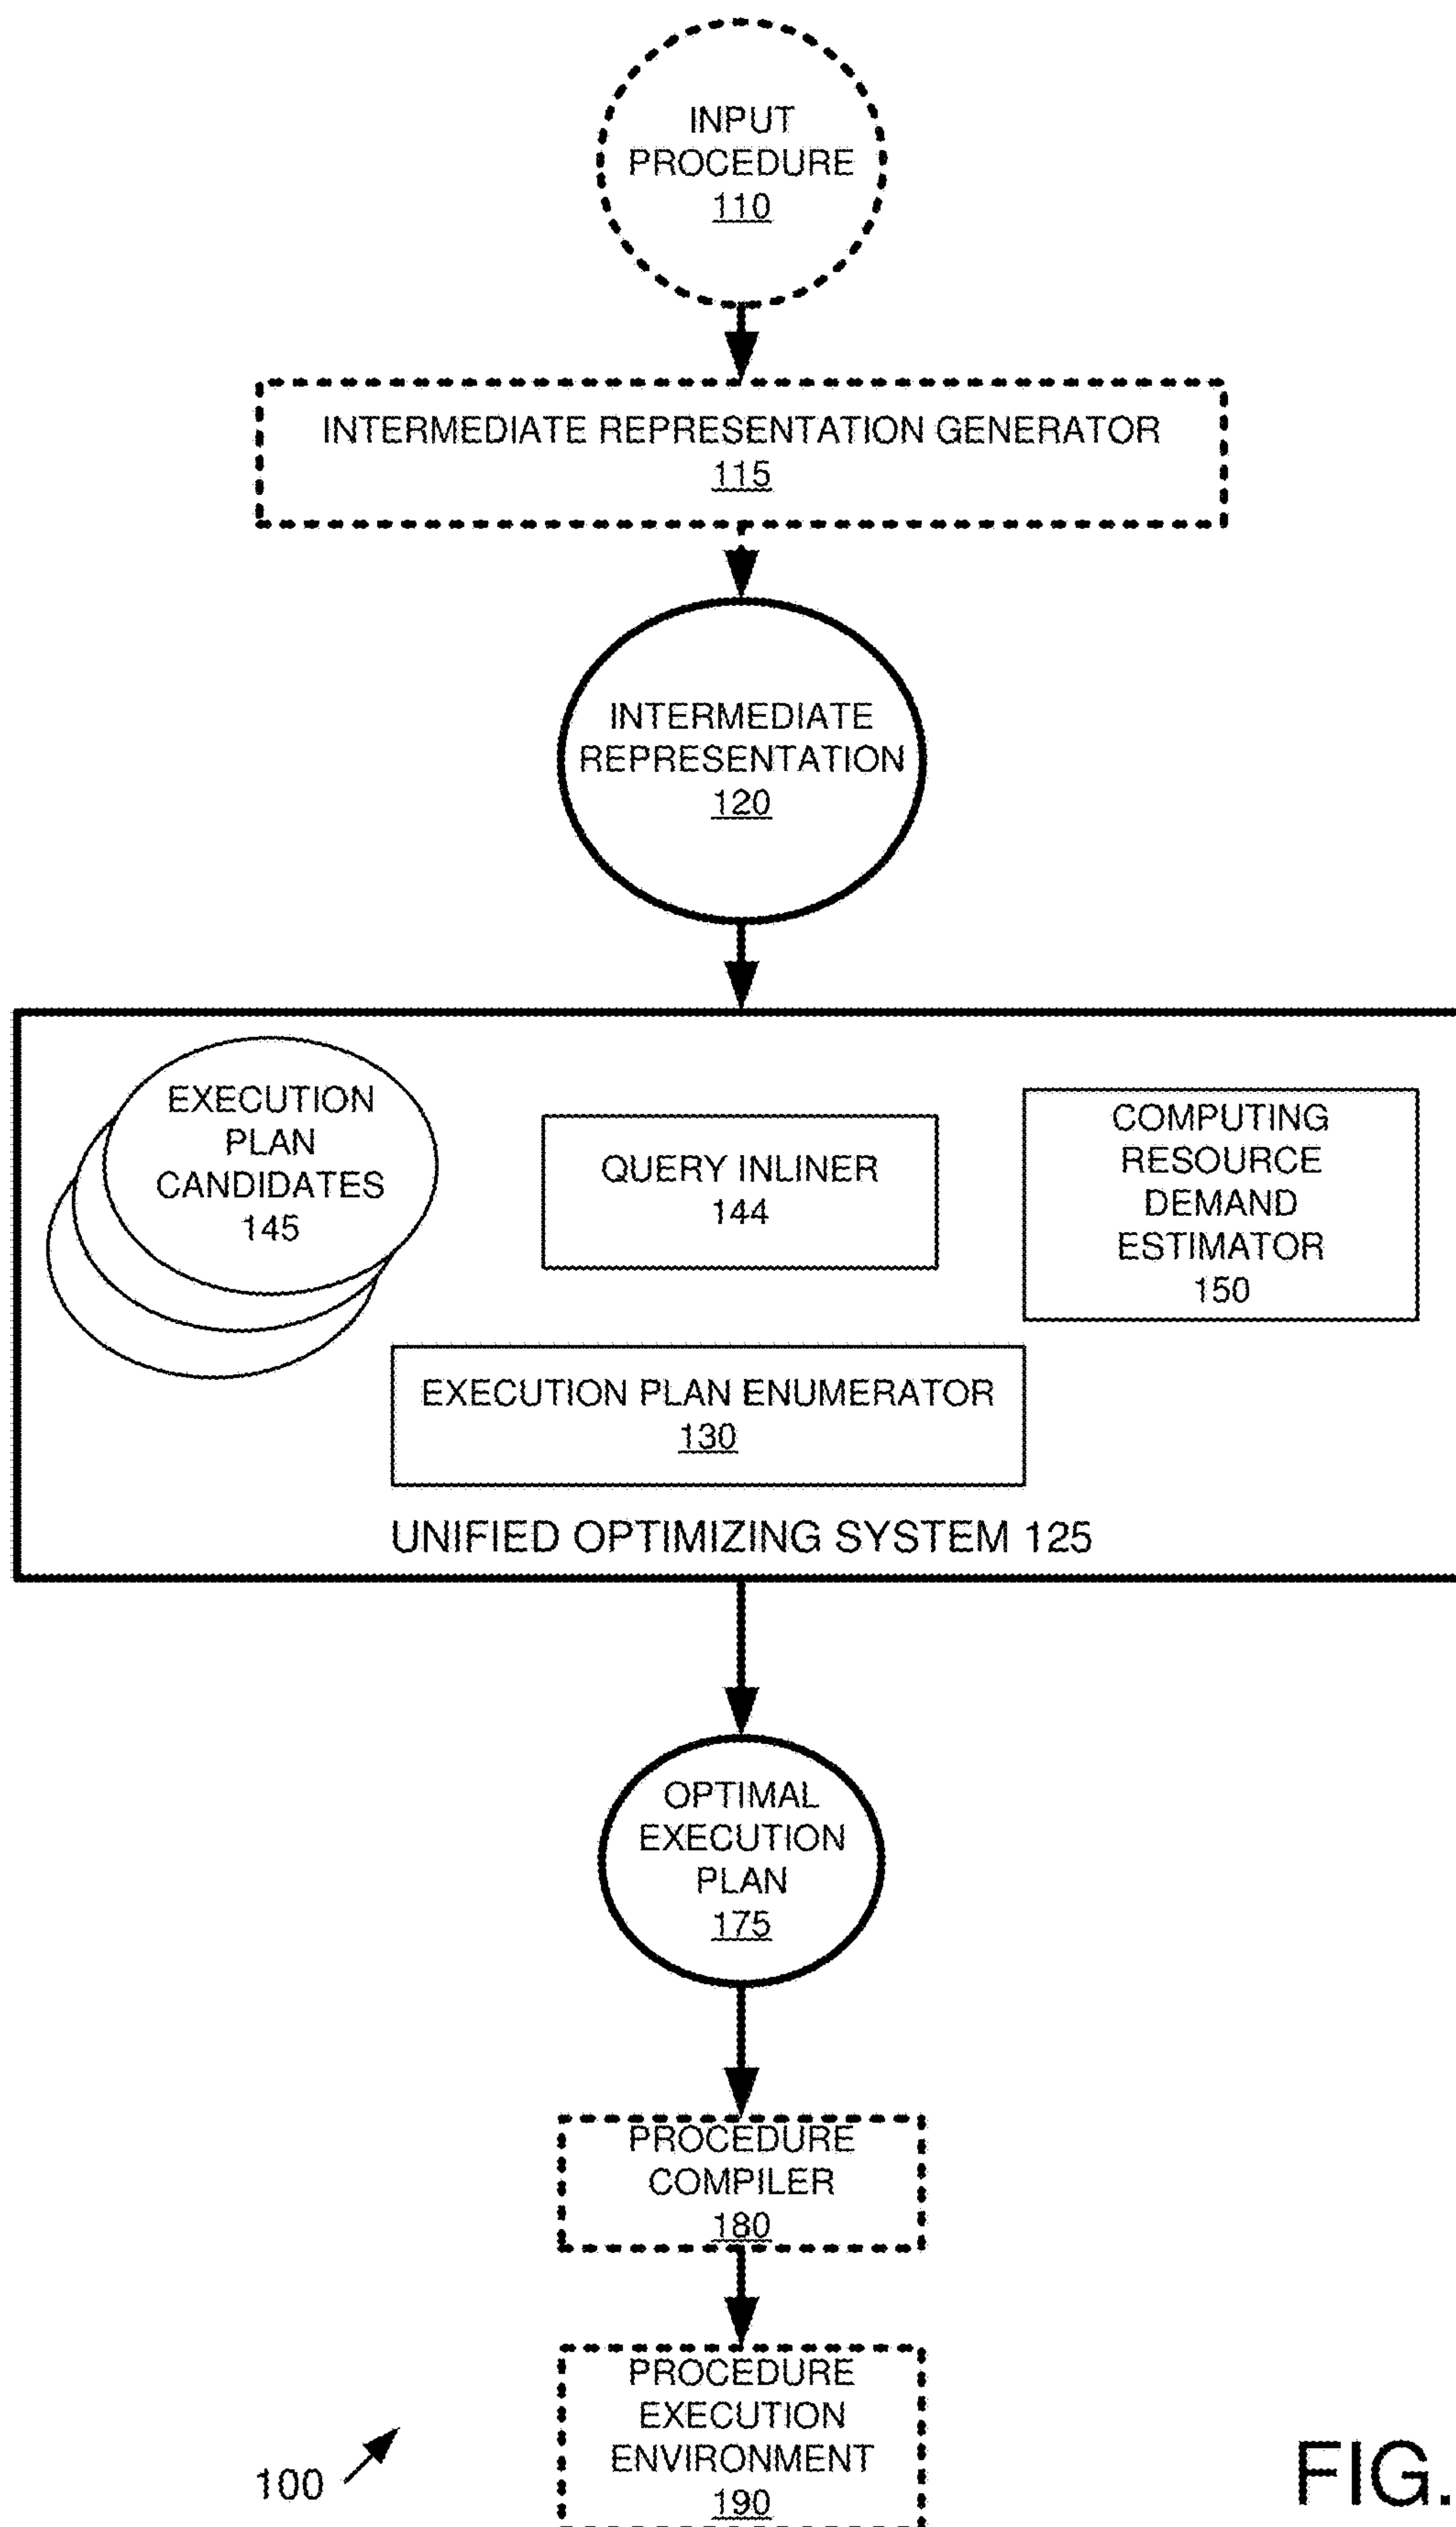 INPUT
PROCEDURE
110
INTERMEDIATE REPRESENTATION GENERATOR
115
INTERMEDIATE
REPRESENTATION
120
EXECUTION
PLAN
CANDIDATES
145
QUERY INLINER
144
COMPUTING
RESOURCE
DEMAND
ESTIMATOR
150
EXECUTION PLAN ENUMERATOR
130
UNIFIED OPTIMIZING SYSTEM 125
OPTIMAL
EXECUTION
PLAN
175
PROCEDURE
COMPILER
180
PROCEDURE
EXECUTION
ENVIRONMENT
190
100
FIG.